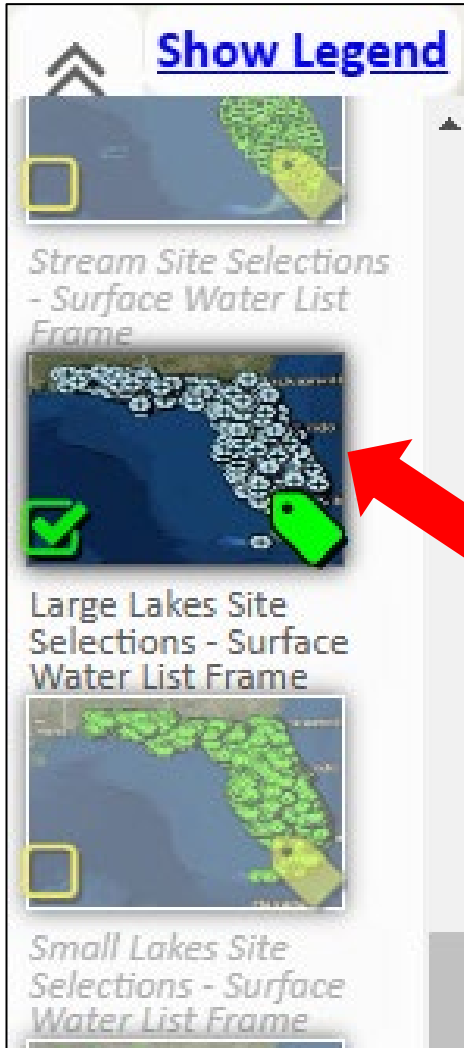 Show Legend
Stream Site Selections
- Surface Water List
Frame
Large Lakes Site
Selections - Surface
Water List Frame
Small Lakes Site
Selections - Surface
Water List Frame